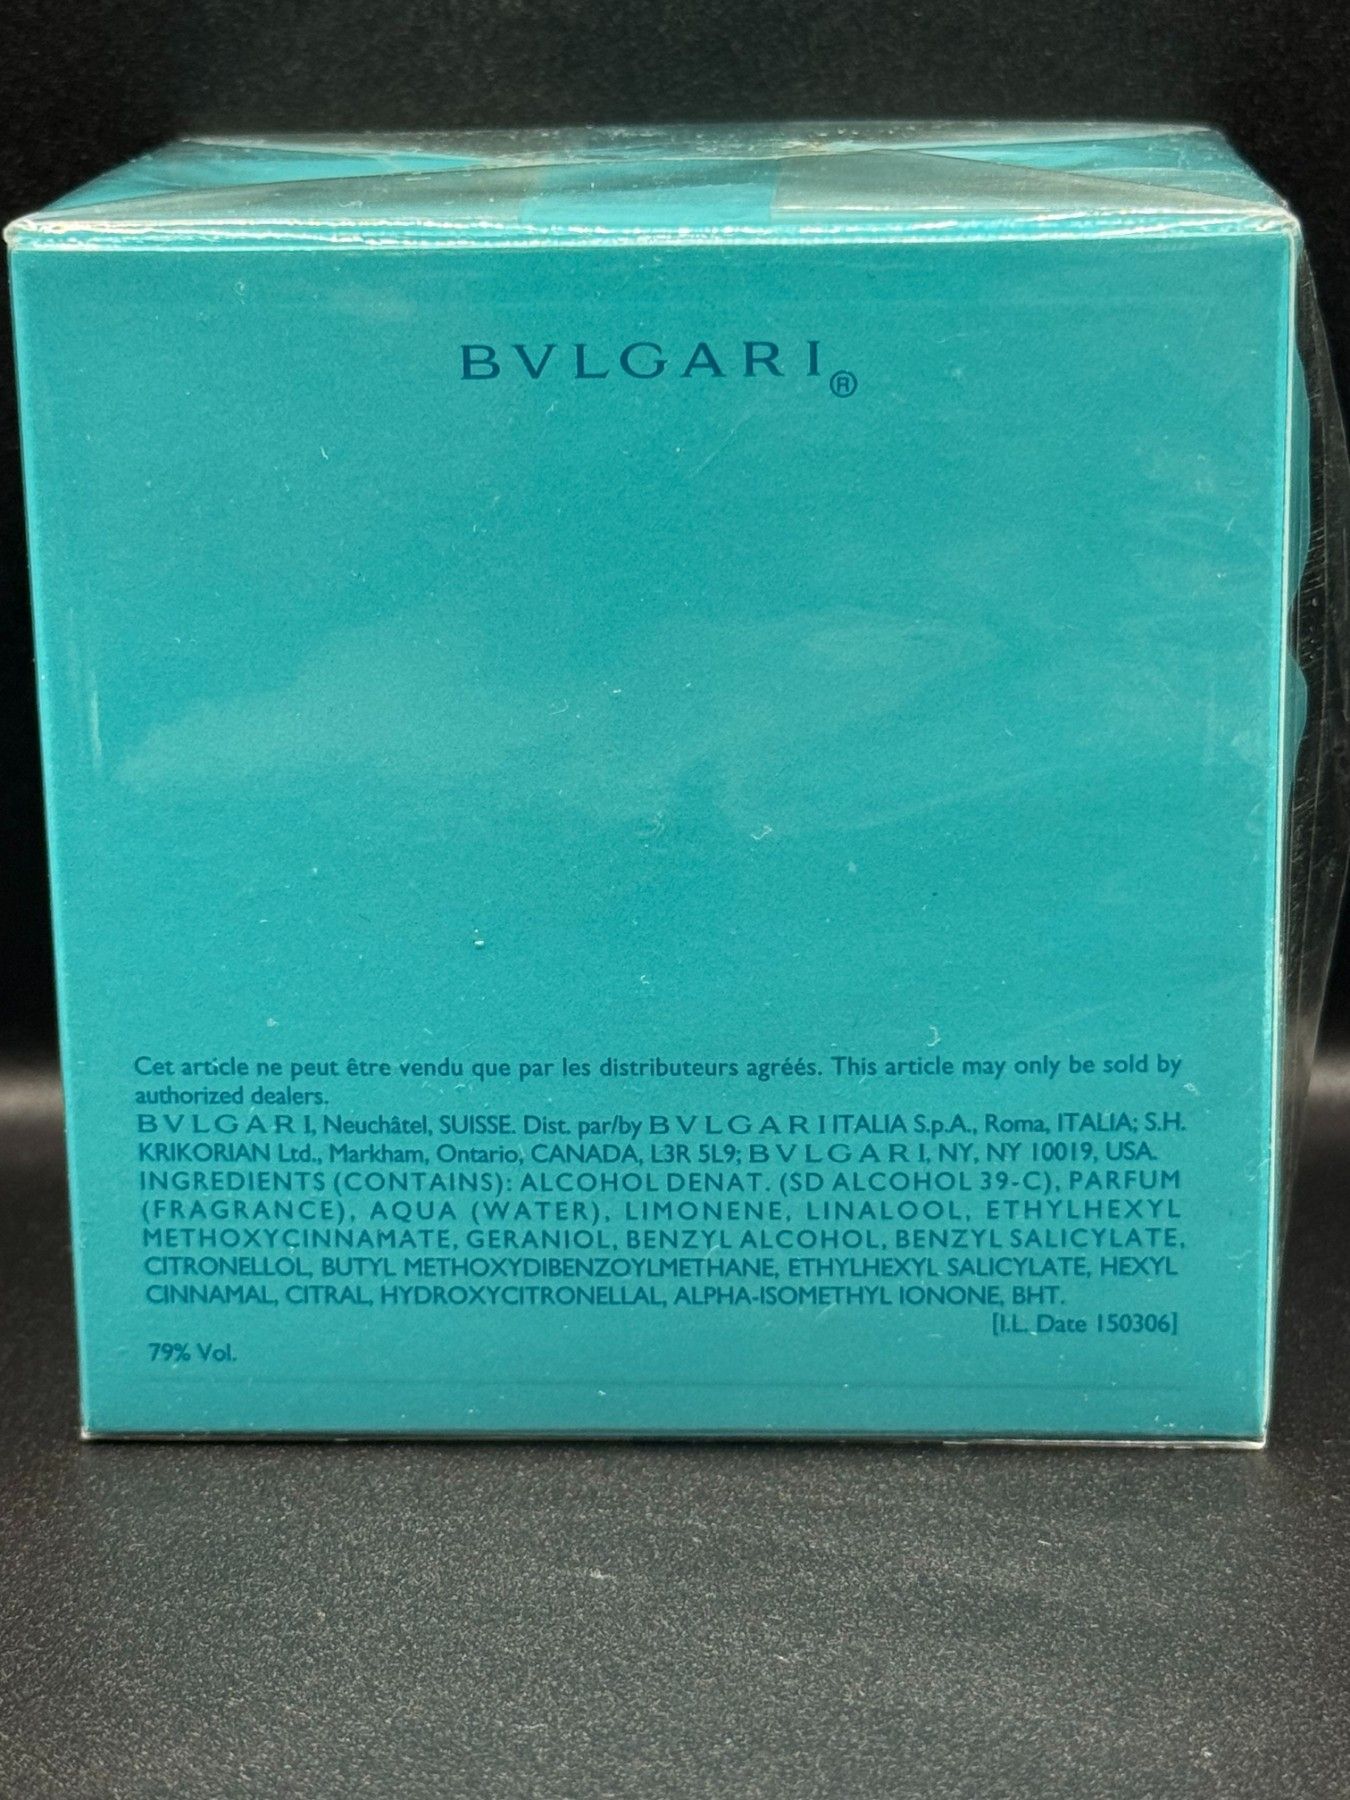 BVLGARI®
Cet article ne peut être vendu que par les distributeurs agréés. This article may only be sold by
authorized dealers.
BVLGARI, Neuchâtel, SUISSE. Dist. par/by BVLGARI ITALIA S.p.A., Roma, ITALIA; S.H.
KRIKORIAN Ltd., Markham, Ontario, CANADA, L3R 5L9; BVLGARI, NY, NY 10019, USA.
INGREDIENTS (CONTAINS): ALCOHOL DENAT. (SD ALCOHOL 39-C), PARFUM
(FRAGRANCE), AQUA (WATER), LIMONENE, LINALOOL, ETHYLHEXYL
METHOXYCINNAMATE, GERANIOL, BENZYL ALCOHOL, BENZYL SALICYLATE,
CITRONELLOL, BUTYL METHOXYDIBENZOYLMETHANE, ETHYLHEXYL SALICYLATE, HEXYL
CINNAMAL, CITRAL, HYDROXYCITRONELLAL, ALPHA-ISOMETHYL IONONE, BHT.
[I.L. Date 150306]
79% Vol.